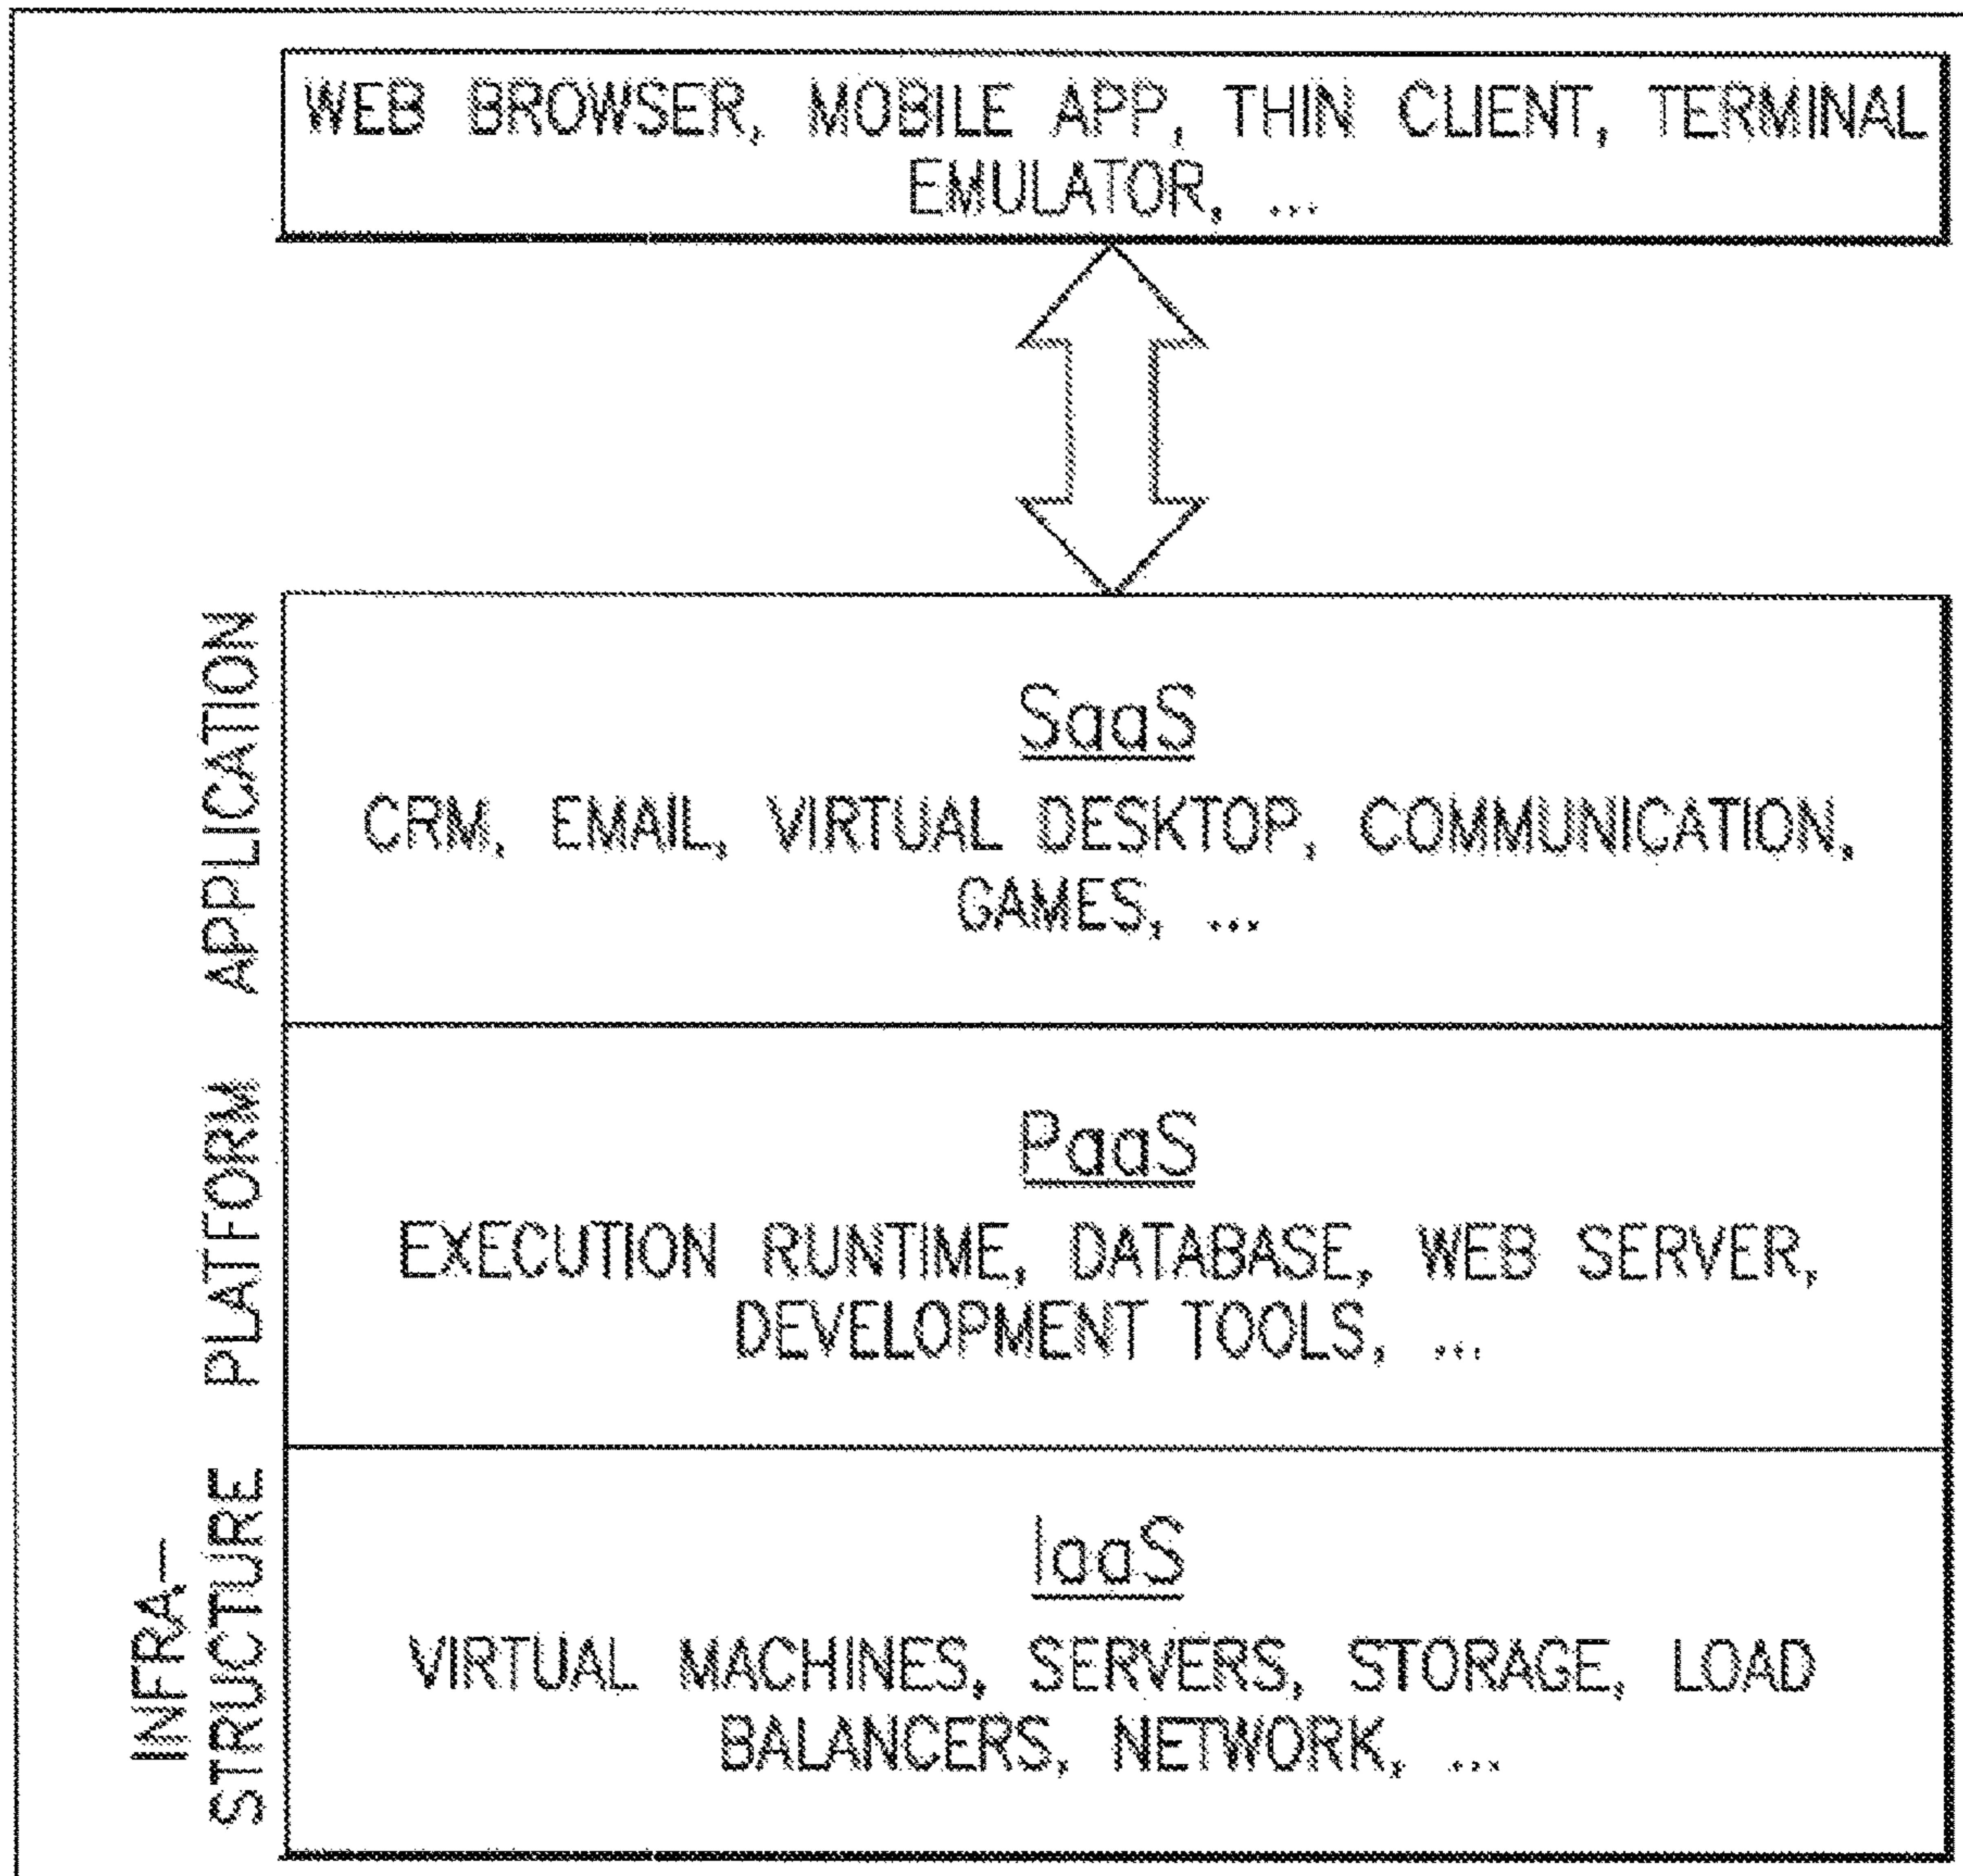 WEB BROWSER, MOBILE APP, THIN CLIENT, TERMINAL
EMULATOR, ...
APPLICATION
SaaS
CRM, EMAIL, VIRTUAL DESKTOP, COMMUNICATION,
GAMES, ...
PLATFORM
PaaS
EXECUTION RUNTIME, DATABASE, WEB SERVER,
DEVELOPMENT TOOLS, ...
INFRA-
STRUCTURE
IaaS
VIRTUAL MACHINES, SERVERS, STORAGE, LOAD
BALANCERS, NETWORK, ...